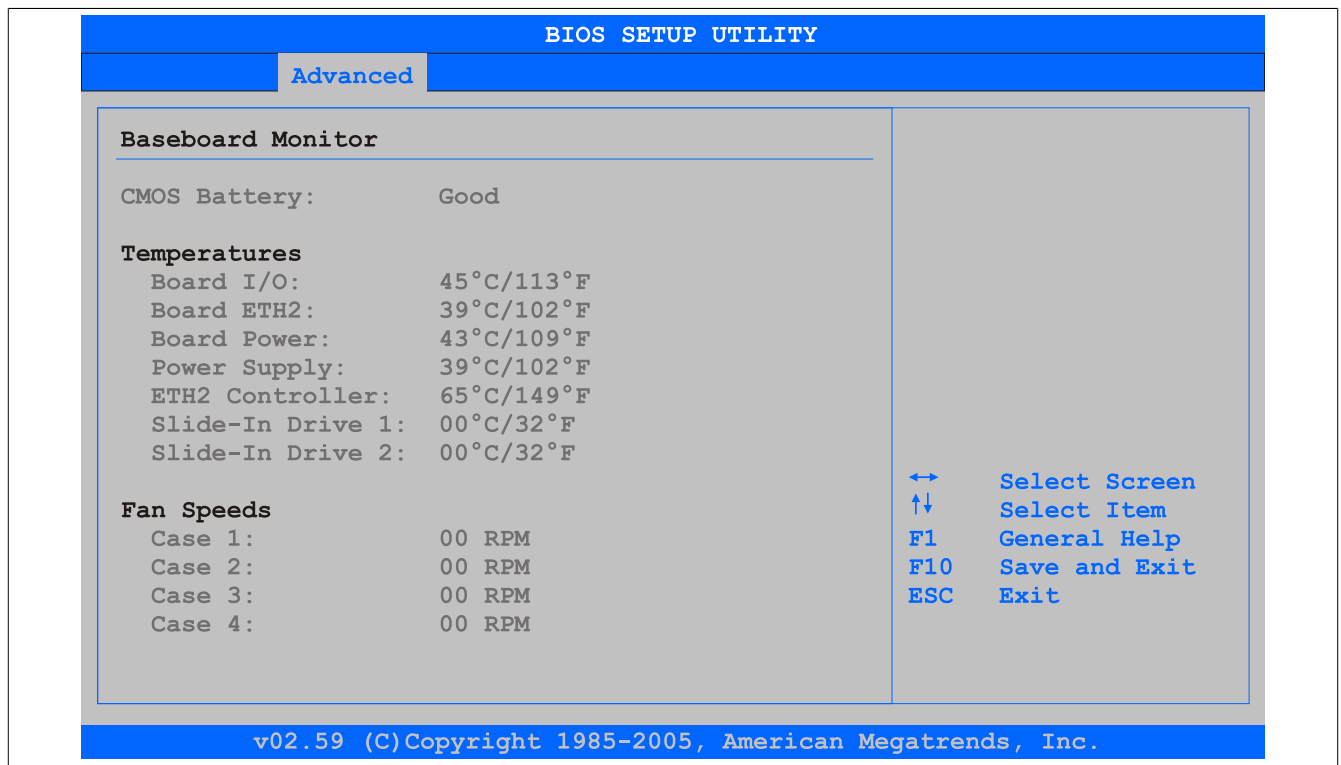 BIOS SETUP UTILITY
Advanced
Baseboard Monitor
CMOS Battery: Good
Temperatures
Board I/O: 45°C/113°F
Board ETH2: 39°C/102°F
Board Power: 43°C/109°F
Power Supply: 39°C/102°F
ETH2 Controller: 65°C/149°F
Slide-In Drive 1: 00°C/32°F
Slide-In Drive 2: 00°C/32°F
Fan Speeds
Case 1: 00 RPM
Case 2: 00 RPM
Case 3: 00 RPM
Case 4: 00 RPM
↔ Select Screen
↑↓ Select Item
F1 General Help
F10 Save and Exit
ESC Exit
v02.59 (C)Copyright 1985-2005, American Megatrends, Inc.